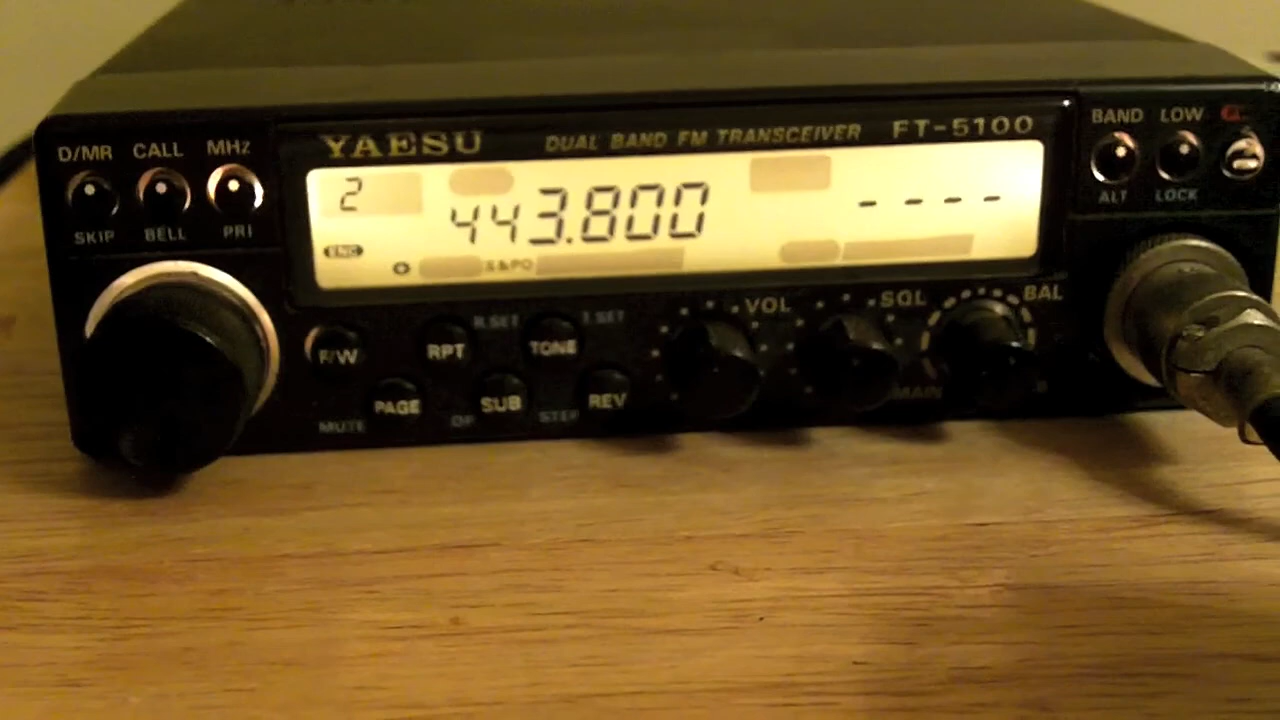 YAESU DUAL BAND FM TRANSCEIVER FT-5100
D/MR CALL MHz
BAND LOW
2 443.800 - - - -
SKIP BELL PRI
ALT LOCK
ENC
S&PO
VOL SQL BAL
R.SET T.SET
F/W RPT TONE
PAGE SUB REV
MAIN
MUTE DP STEP